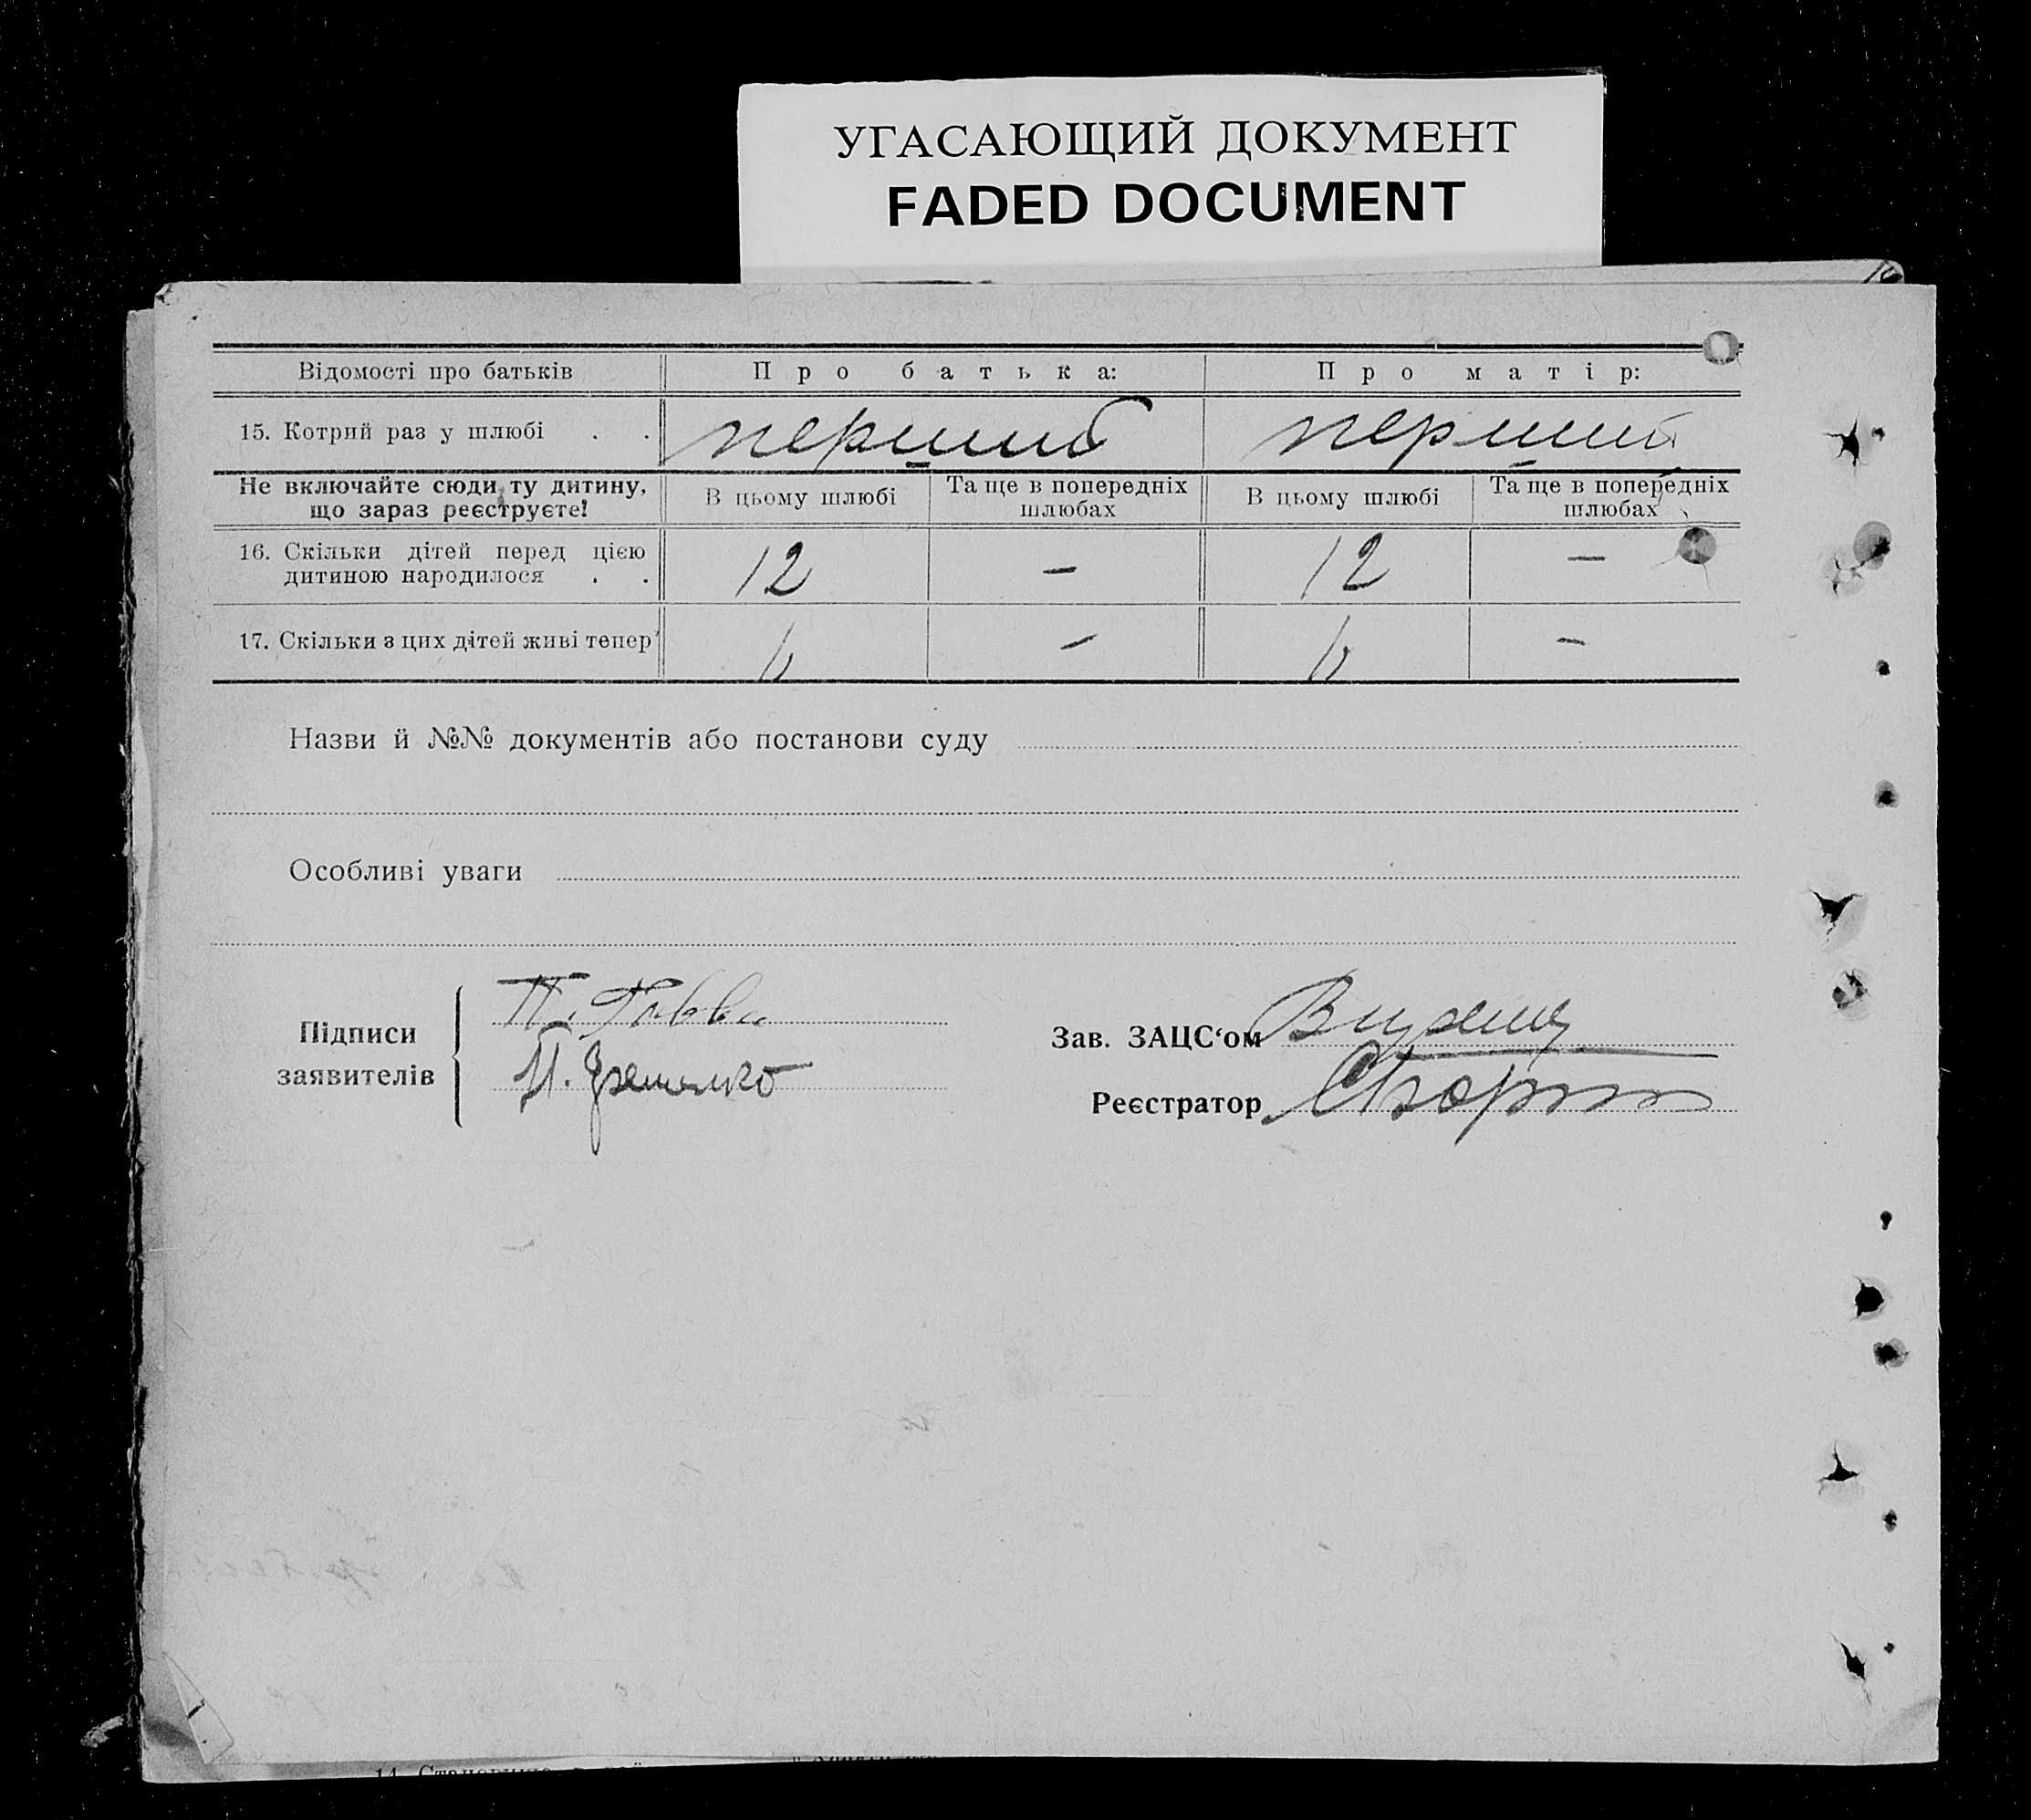 УГАСАЮЩИЙ ДОКУМЕНТ
FADED DOCUMENT
Відомості про батьків Про батька: Про матір:
15. Котрий раз у шлюбі . . перший перший
Не включайте сюди ту дитину, що зараз реєструєте! В цьому шлюбі Та ще в попередніх шлюбах В цьому шлюбі Та ще в попередніх шлюбах
16. Скільки дітей перед цією дитиною народилося . . 12 – 12 –
17. Скільки з цих дітей живі тепер 6 – 6 –
Назви й №№ документів або постанови суду
Особливі уваги
Підписи заявителів
П.
Зав. ЗАЦС‘ом
Реєстратор
14.